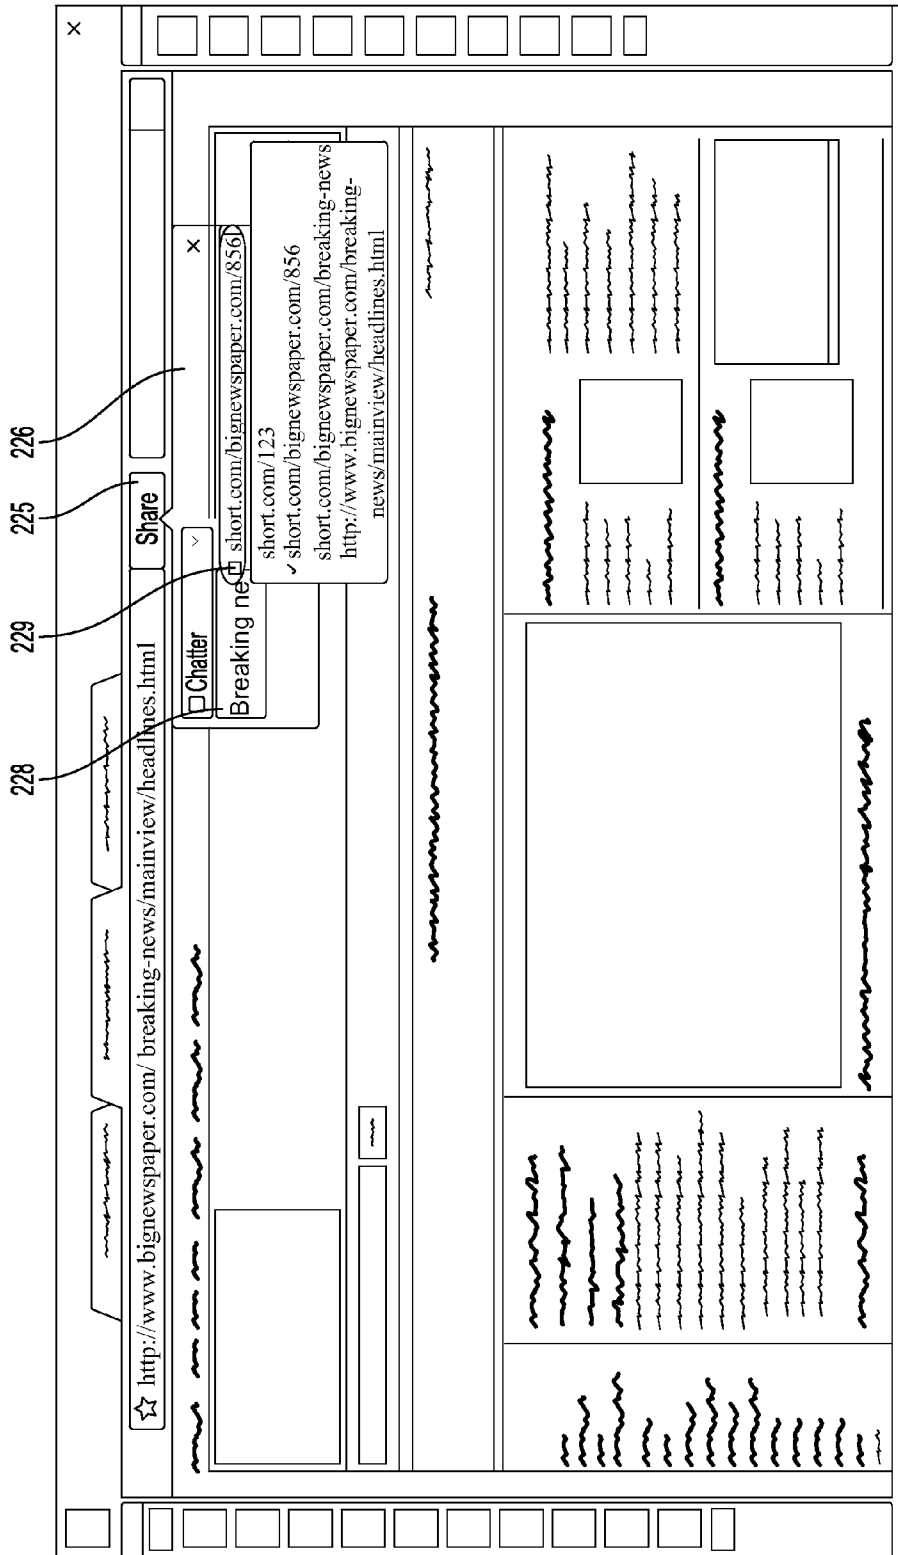 228
229
225
226
×
http://www.bignewspaper.com/ breaking-news/mainview/headlines.html
Share
Chatter
×
Breaking ne
short.com/bignewspaper.com/856
short.com/123
✓ short.com/bignewspaper.com/856
short.com/bignewspaper.com/breaking-news
http://www.bignewspaper.com/breaking-
news/mainview/headlines.html